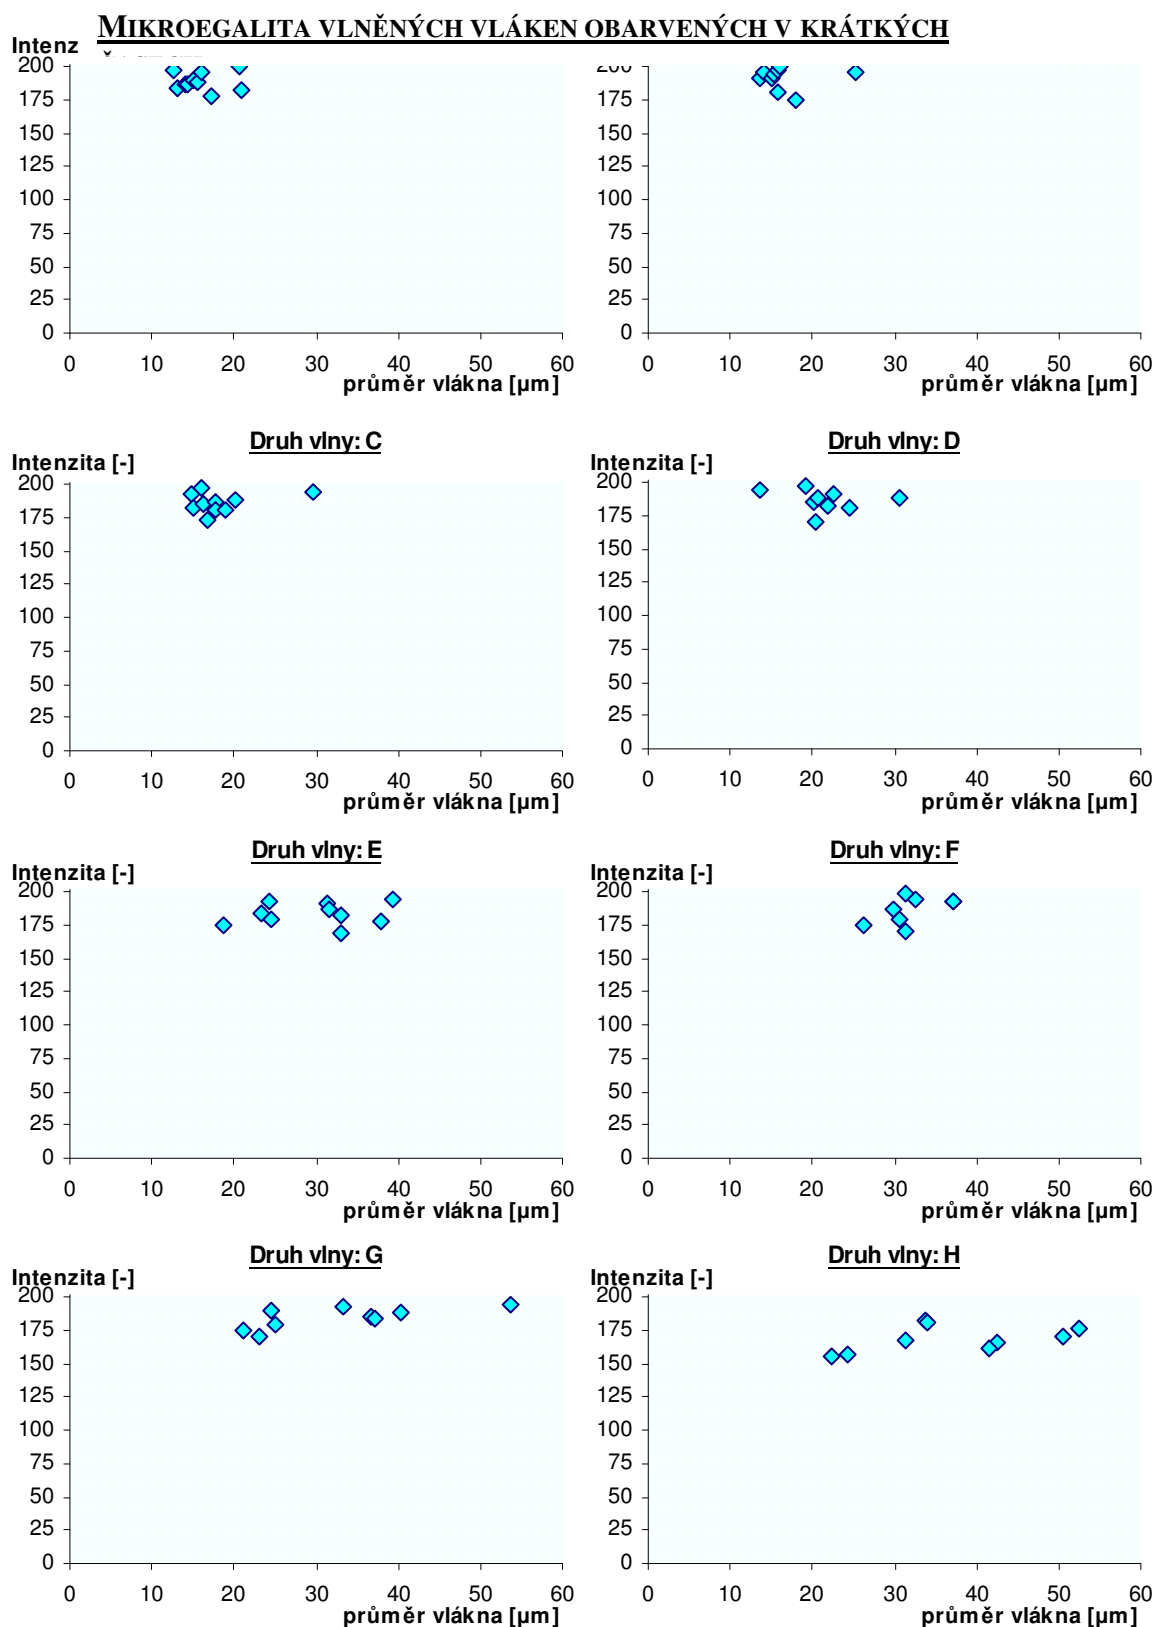 MIKROEGALITA VLNĚNÝCH VLÁKEN OBARVENÝCH V KRÁTKÝCH
Intenz
200
175
150
125
100
75
50
25
0
0 10 20 30 40 50 60
průměr vlákna [µm]
200
175
150
125
100
75
50
25
0
0 10 20 30 40 50 60
průměr vlákna [µm]
Druh vlny: C
Intenzita [-]
200
175
150
125
100
75
50
25
0
0 10 20 30 40 50 60
průměr vlákna [µm]
Druh vlny: D
Intenzita [-]
200
175
150
125
100
75
50
25
0
0 10 20 30 40 50 60
průměr vlákna [µm]
Druh vlny: E
Intenzita [-]
200
175
150
125
100
75
50
25
0
0 10 20 30 40 50 60
průměr vlákna [µm]
Druh vlny: F
Intenzita [-]
200
175
150
125
100
75
50
25
0
0 10 20 30 40 50 60
průměr vlákna [µm]
Druh vlny: G
Intenzita [-]
200
175
150
125
100
75
50
25
0
0 10 20 30 40 50 60
průměr vlákna [µm]
Druh vlny: H
Intenzita [-]
200
175
150
125
100
75
50
25
0
0 10 20 30 40 50 60
průměr vlákna [µm]